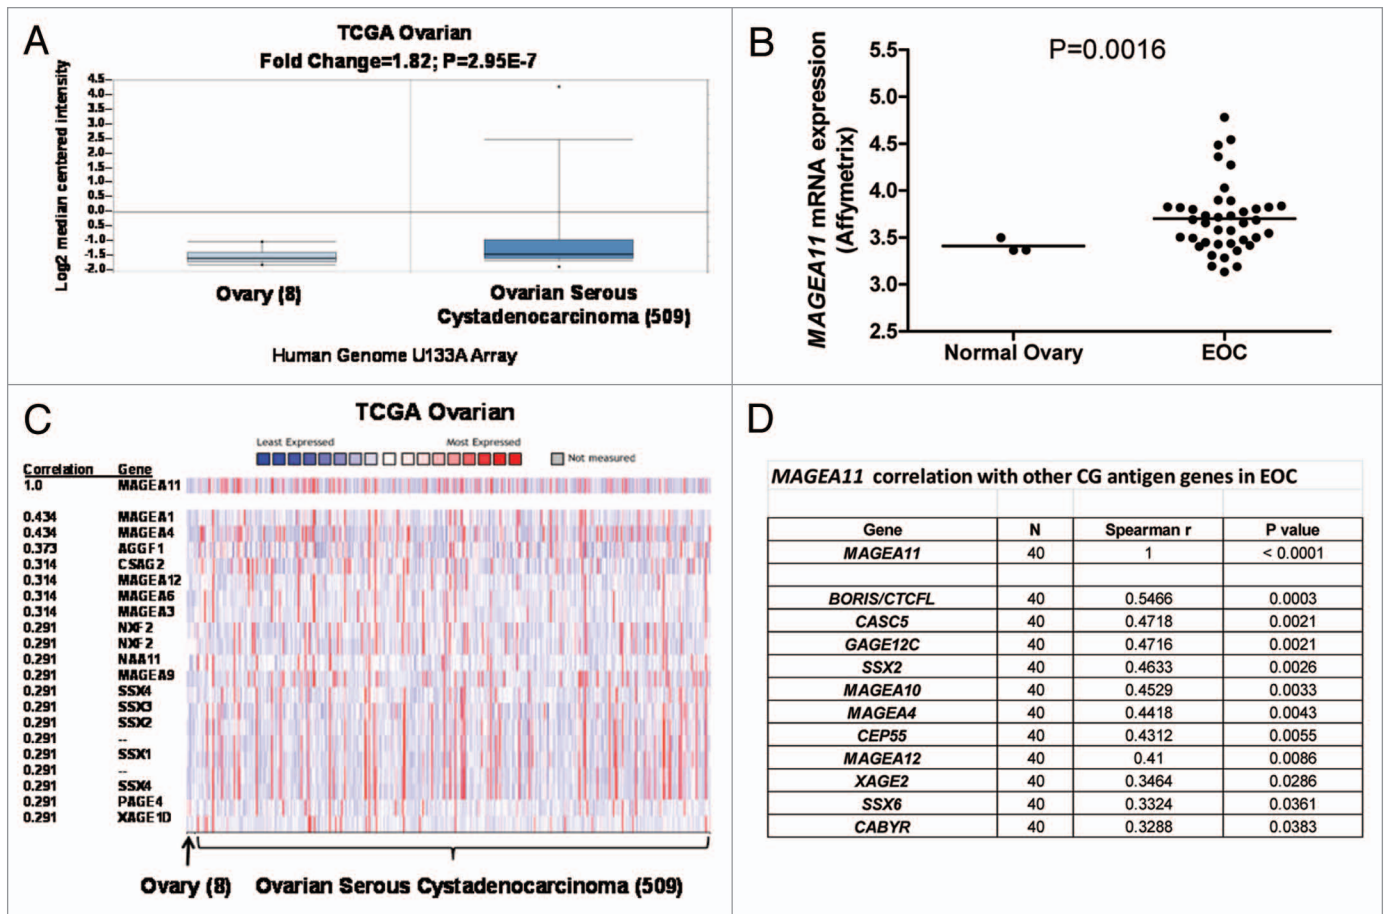 A
TCGA Ovarian
Fold Change=1.82; P=2.95E-7
Log2 median centered intensity
4.5
4.0
3.5
3.0
2.5
2.0
1.5
1.0
0.5
0.0
-0.5
-1.0
-1.5
-2.0
Ovary (8)
Ovarian Serous
Cystadenocarcinoma (509)
Human Genome U133A Array
B
P=0.0016
MAGEA11 mRNA expression
(Affymetrix)
5.5
5.0
4.5
4.0
3.5
3.0
2.5
Normal Ovary EOC
C
TCGA Ovarian
Least Expressed Most Expressed
Not measured
Correlation Gene
1.0 MAGEA11
0.434 MAGEA1
0.434 MAGEA4
0.373 AGGF1
0.314 CSAG2
0.314 MAGEA12
0.314 MAGEA6
0.314 MAGEA3
0.291 NXF2
0.291 NXF2
0.291 NAA11
0.291 MAGEA9
0.291 SSX4
0.291 SSX3
0.291 SSX2
0.291 --
0.291 SSX1
0.291 --
0.291 SSX4
0.291 PAGE4
0.291 XAGE1D
Ovary (8) Ovarian Serous Cystadenocarcinoma (509)
D
MAGEA11 correlation with other CG antigen genes in EOC
Gene N Spearman r P value
MAGEA11 40 1 < 0.0001
BORIS/CTCFL 40 0.5466 0.0003
CASC5 40 0.4718 0.0021
GAGE12C 40 0.4716 0.0021
SSX2 40 0.4633 0.0026
MAGEA10 40 0.4529 0.0033
MAGEA4 40 0.4418 0.0043
CEP55 40 0.4312 0.0055
MAGEA12 40 0.41 0.0086
XAGE2 40 0.3464 0.0286
SSX6 40 0.3324 0.0361
CABYR 40 0.3288 0.0383